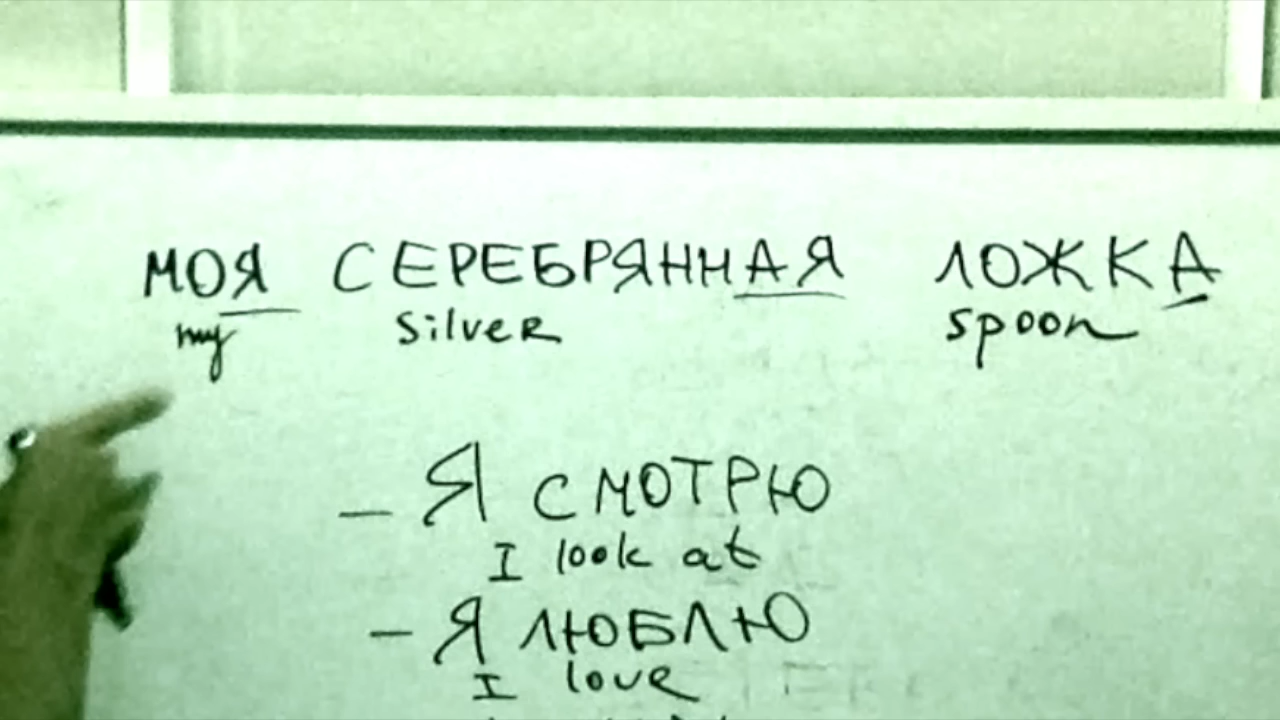 МОЯ СЕРЕБРЯННАЯ ЛОЖКА
my silver spoon
– Я СМОТРЮ
I look at
– Я ЛЮБЛЮ
I love